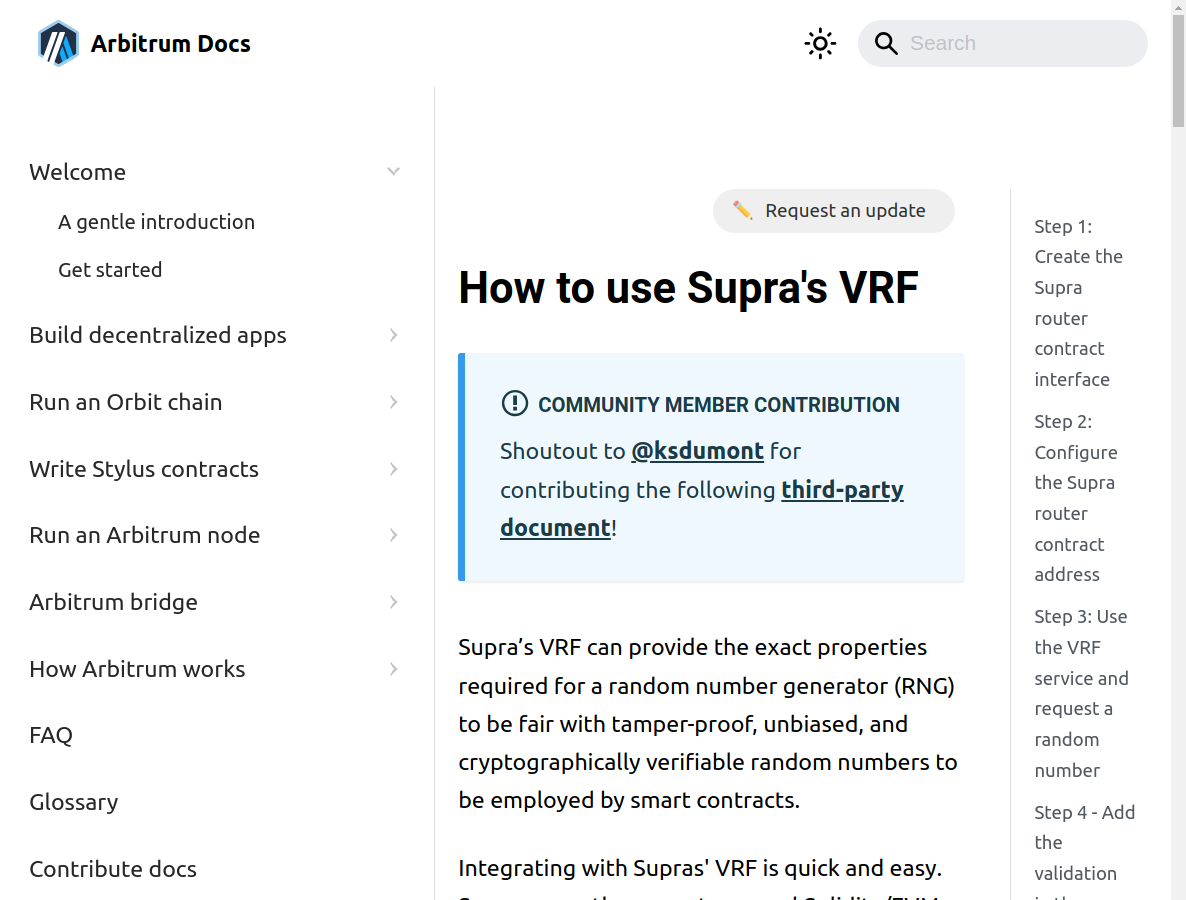 Arbitrum Docs
Search
Welcome
A gentle introduction
Get started
Build decentralized apps
Run an Orbit chain
Write Stylus contracts
Run an Arbitrum node
Arbitrum bridge
How Arbitrum works
FAQ
Glossary
Contribute docs
✏️ Request an update
How to use Supra's VRF
COMMUNITY MEMBER CONTRIBUTION
Shoutout to @ksdumont for
contributing the following third-party
document!
Supra’s VRF can provide the exact properties
required for a random number generator (RNG)
to be fair with tamper-proof, unbiased, and
cryptographically verifiable random numbers to
be employed by smart contracts.
Integrating with Supras' VRF is quick and easy.
Step 1:
Create the
Supra
router
contract
interface
Step 2:
Configure
the Supra
router
contract
address
Step 3: Use
the VRF
service and
request a
random
number
Step 4 - Add
the
validation